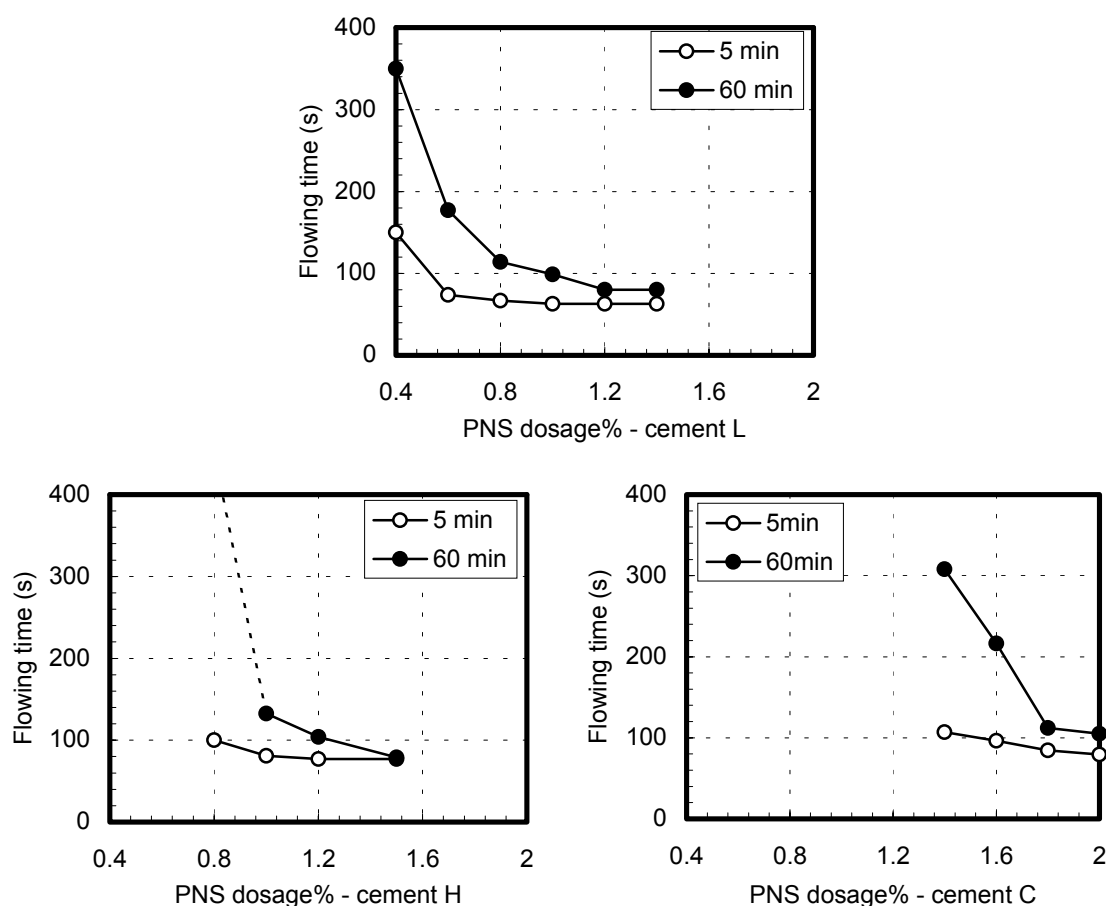 400
5 min
60 min
300
200
100
0
Flowing time (s)
0.4 0.8 1.2 1.6 2
PNS dosage% - cement L
400
5 min
60 min
300
200
100
0
Flowing time (s)
0.4 0.8 1.2 1.6 2
PNS dosage% - cement H
400
5min
60min
300
200
100
0
Flowing time (s)
0.4 0.8 1.2 1.6 2
PNS dosage% - cement C